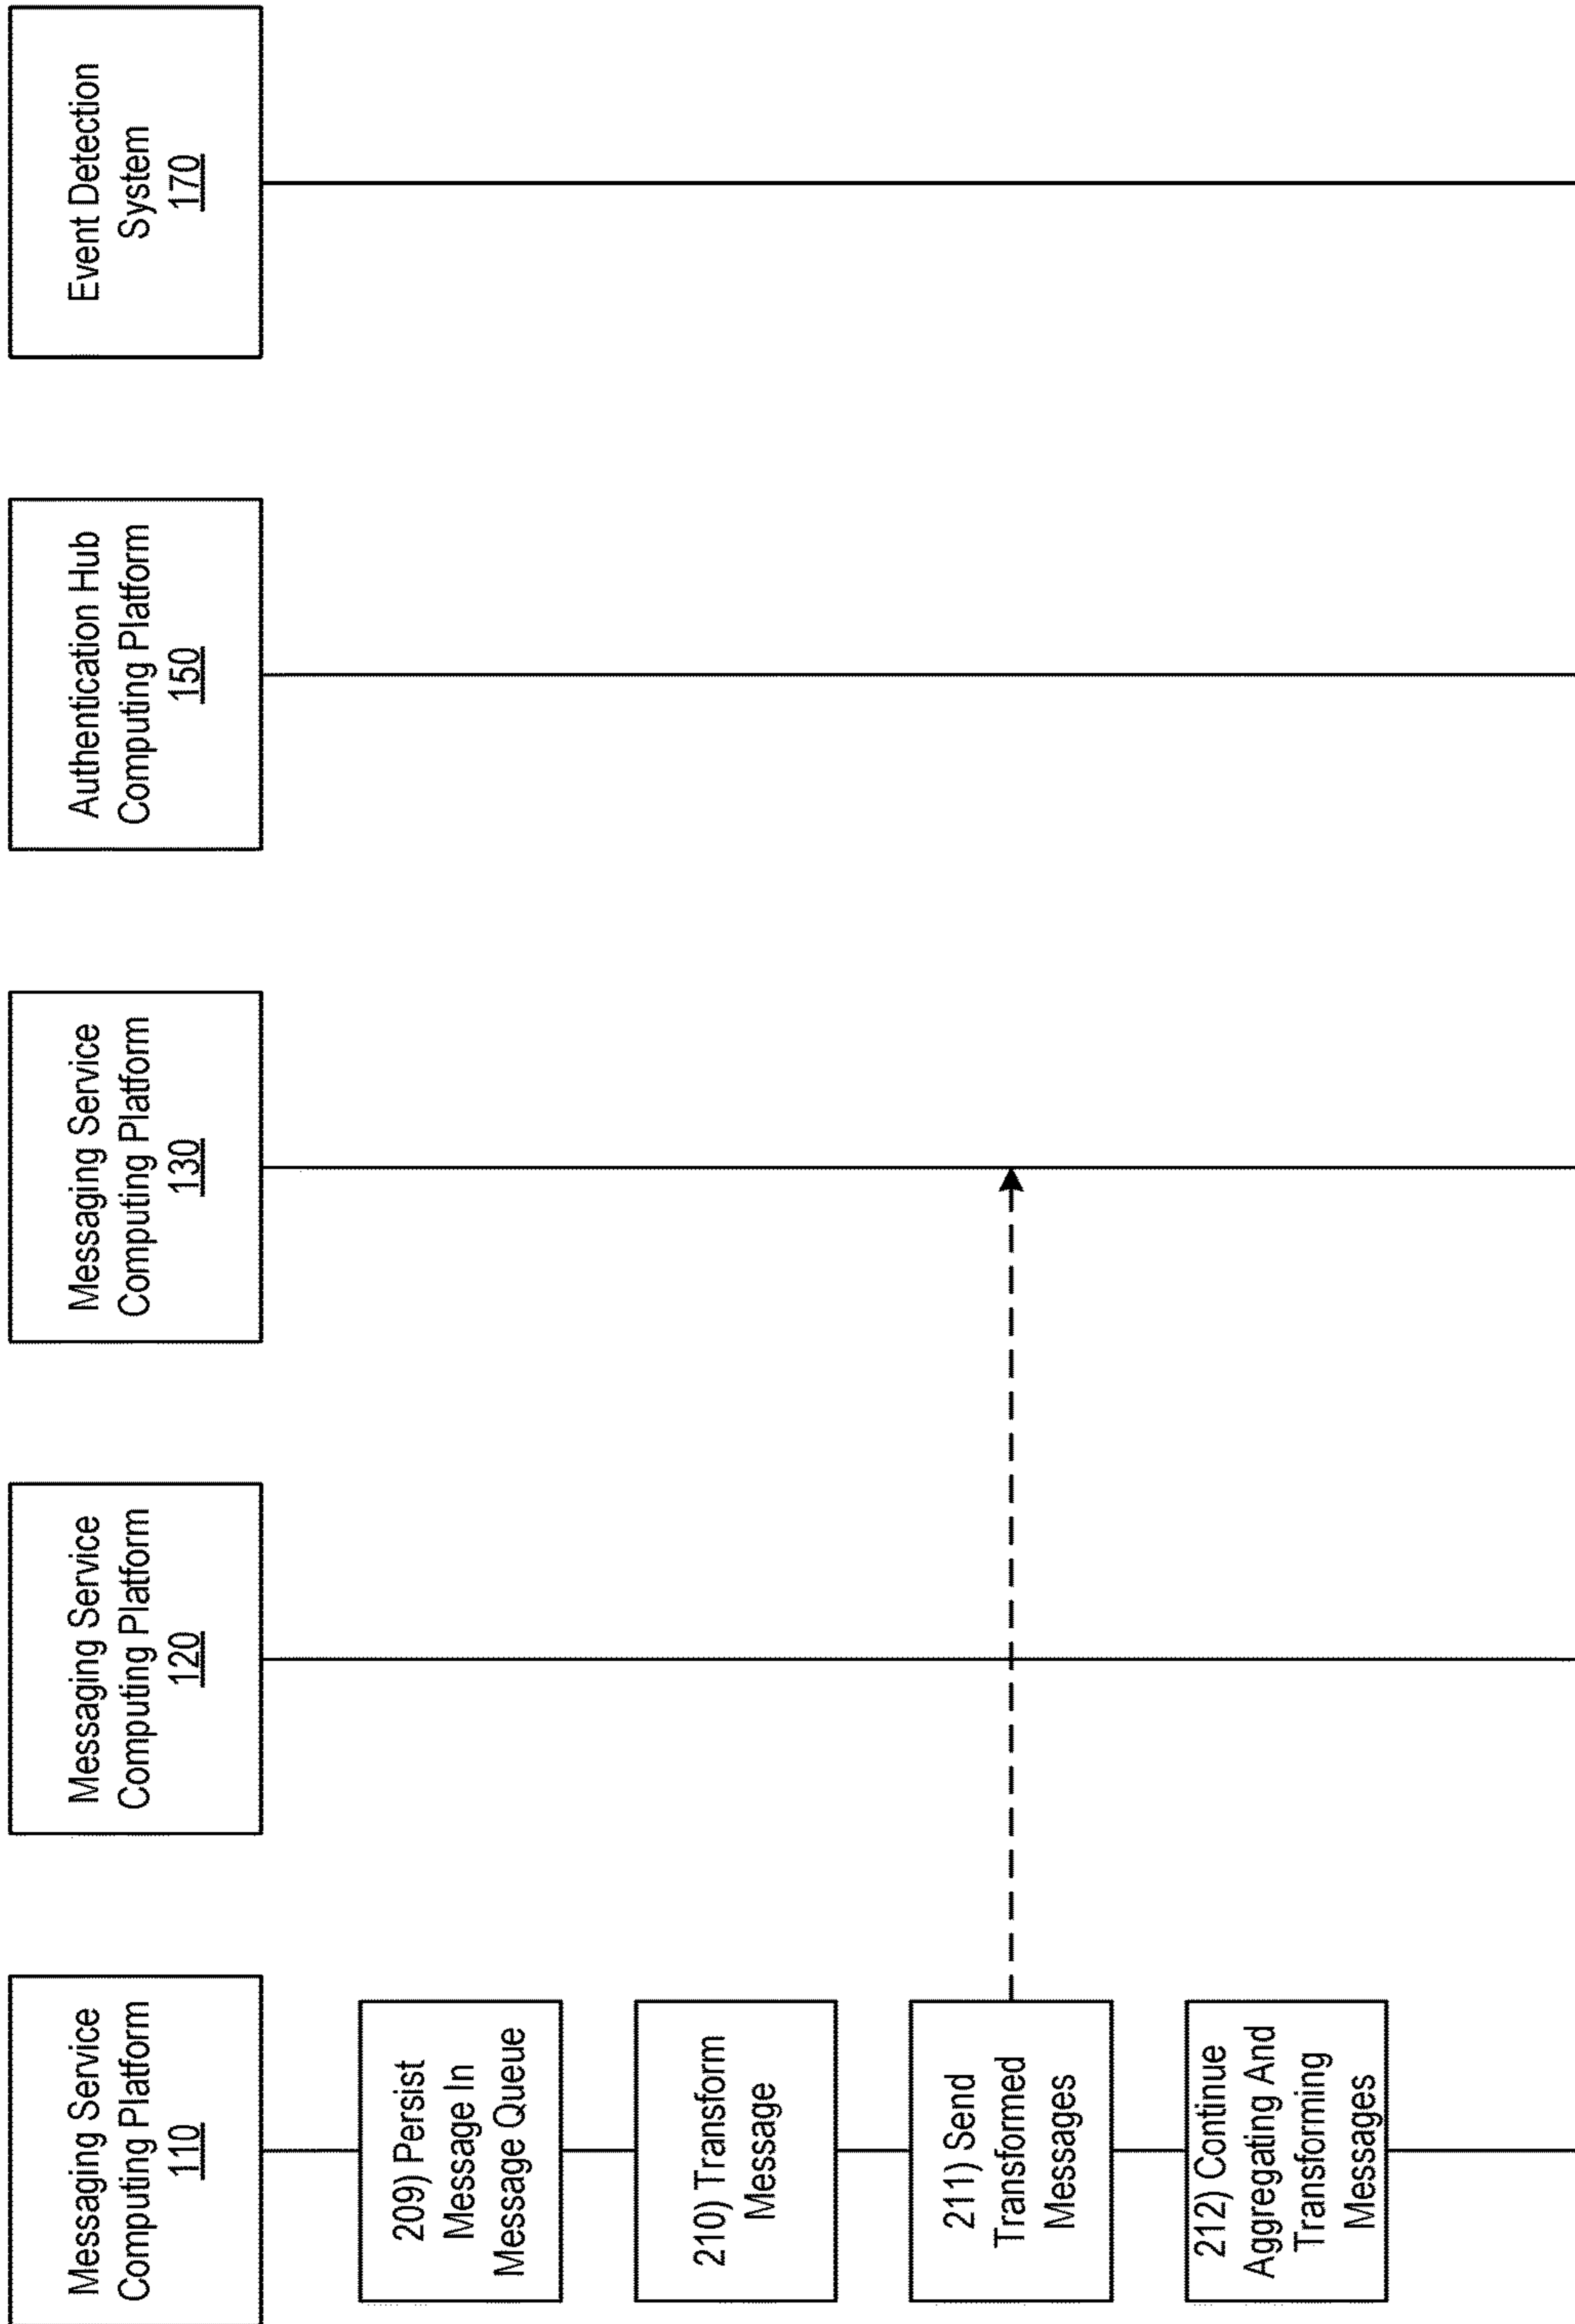 Messaging Service
Computing Platform
110
Messaging Service
Computing Platform
120
Messaging Service
Computing Platform
130
Authentication Hub
Computing Platform
150
Event Detection
System
170
209) Persist
Message In
Message Queue
210) Transform
Message
211) Send
Transformed
Messages
212) Continue
Aggregating And
Transforming
Messages